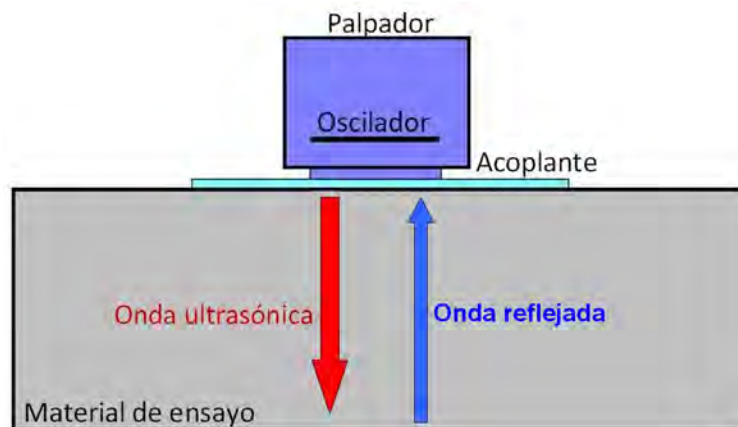 Palpador
Oscilador
Acoplante
Onda ultrasónica
Onda reflejada
Material de ensayo